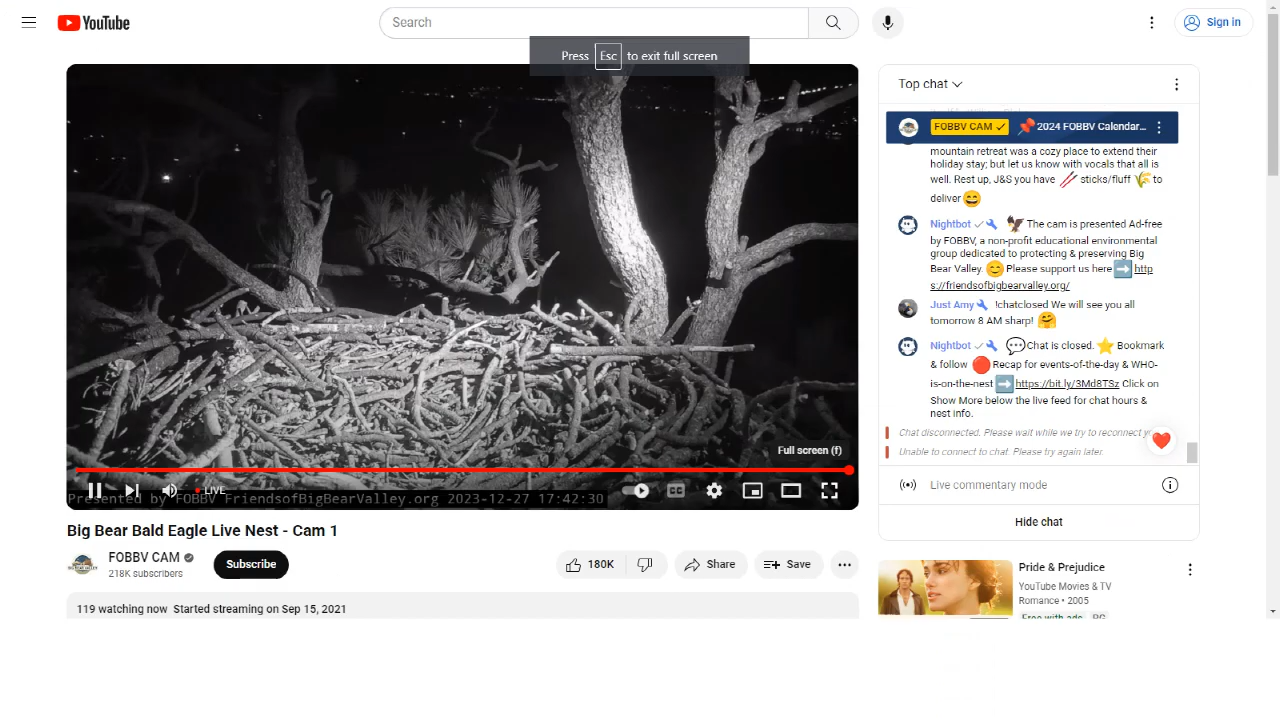 YouTube
Search
Sign in
Press Esc to exit full screen
Full screen (f)
LIVE
CC
Presented by FOBBV FriendsofBigBearValley.org 2023-12-27 17:42:30
Big Bear Bald Eagle Live Nest - Cam 1
FOBBV CAM
218K subscribers
Subscribe
180K
Share
Save
119 watching now Started streaming on Sep 15, 2021
Top chat
FOBBV CAM 2024 FOBBV Calendar...
mountain retreat was a cozy place to extend their
holiday stay; but let us know with vocals that all is
well. Rest up, J&S you have sticks/fluff to
deliver
Nightbot The cam is presented Ad-free
by FOBBV, a non-profit educational environmental
group dedicated to protecting & preserving Big
Bear Valley. Please support us here http
s://friendsofbigbearvalley.org/
Just Amy !chatclosed We will see you all
tomorrow 8 AM sharp!
Nightbot Chat is closed. Bookmark
& follow Recap for events-of-the-day & WHO-
is-on-the-nest https://bit.ly/3Md8TSz Click on
Show More below the live feed for chat hours &
nest info.
Chat disconnected. Please wait while we try to reconnect
Unable to connect to chat. Please try again later.
Live commentary mode
Hide chat
Pride & Prejudice
YouTube Movies & TV
Romance • 2005
Free with ads PG